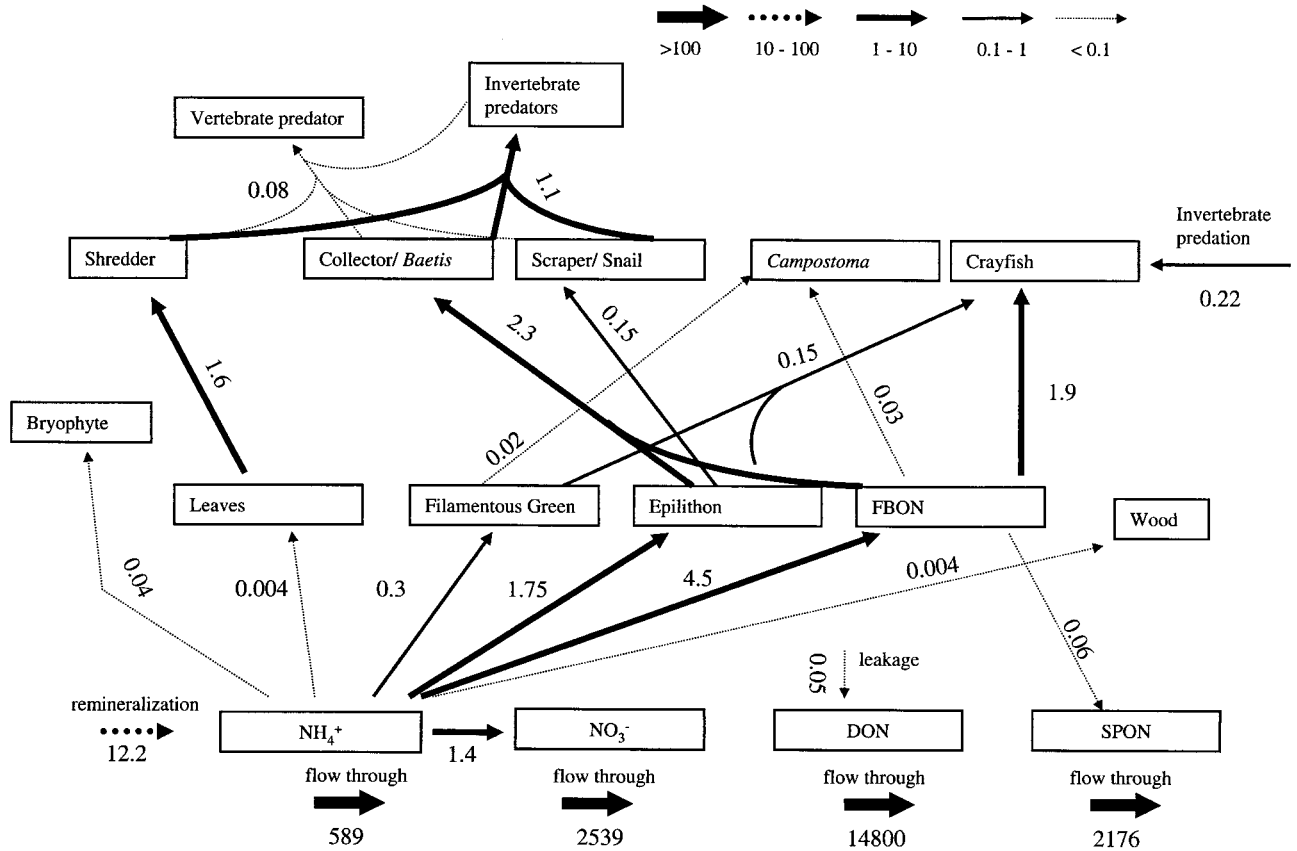 >100
10 - 100
1 - 10
0.1 - 1
< 0.1
Invertebrate
predators
Vertebrate predator
0.08
1.1
Invertebrate
predation
Shredder
Collector/ Baetis
Scraper/ Snail
Campostoma
Crayfish
0.22
2.3
0.15
0.15
1.6
0.03
1.9
Bryophyte
0.02
Leaves
Filamentous Green
Epilithon
FBON
Wood
0.04
0.004
0.3
1.75
4.5
0.004
0.06
0.05
leakage
remineralization
12.2
NH₄⁺
1.4
NO₃⁻
DON
SPON
flow through
flow through
flow through
flow through
589
2539
14800
2176